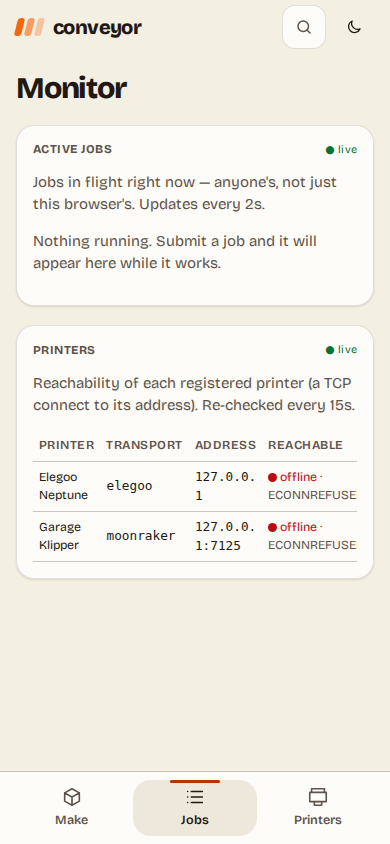 conveyor
Monitor
ACTIVE JOBS
live
Jobs in flight right now — anyone's, not just
this browser's. Updates every 2s.
Nothing running. Submit a job and it will
appear here while it works.
PRINTERS
live
Reachability of each registered printer (a TCP
connect to its address). Re-checked every 15s.
PRINTER TRANSPORT ADDRESS REACHABLE
Elegoo Neptune elegoo 127.0.0.1 offline · ECONNREFUSE
Garage Klipper moonraker 127.0.0.1:7125 offline · ECONNREFUSE
Make Jobs Printers